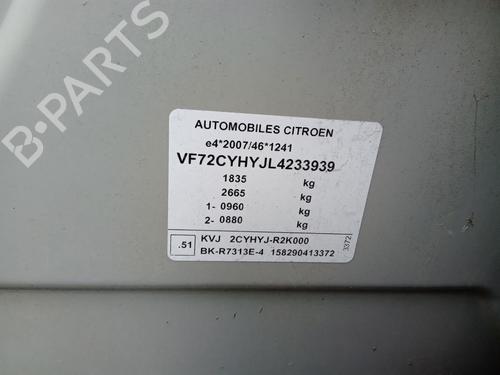 B-PARTS
AUTOMOBILES CITROEN
e4*2007/46*1241
VF72CYHYJL4233939
1835 kg
2665 kg
1- 0960 kg
2- 0880 kg
.51 KVJ 2CYHYJ-R2K000
BK-R7313E-4 158290413372
3372
B-PARTS